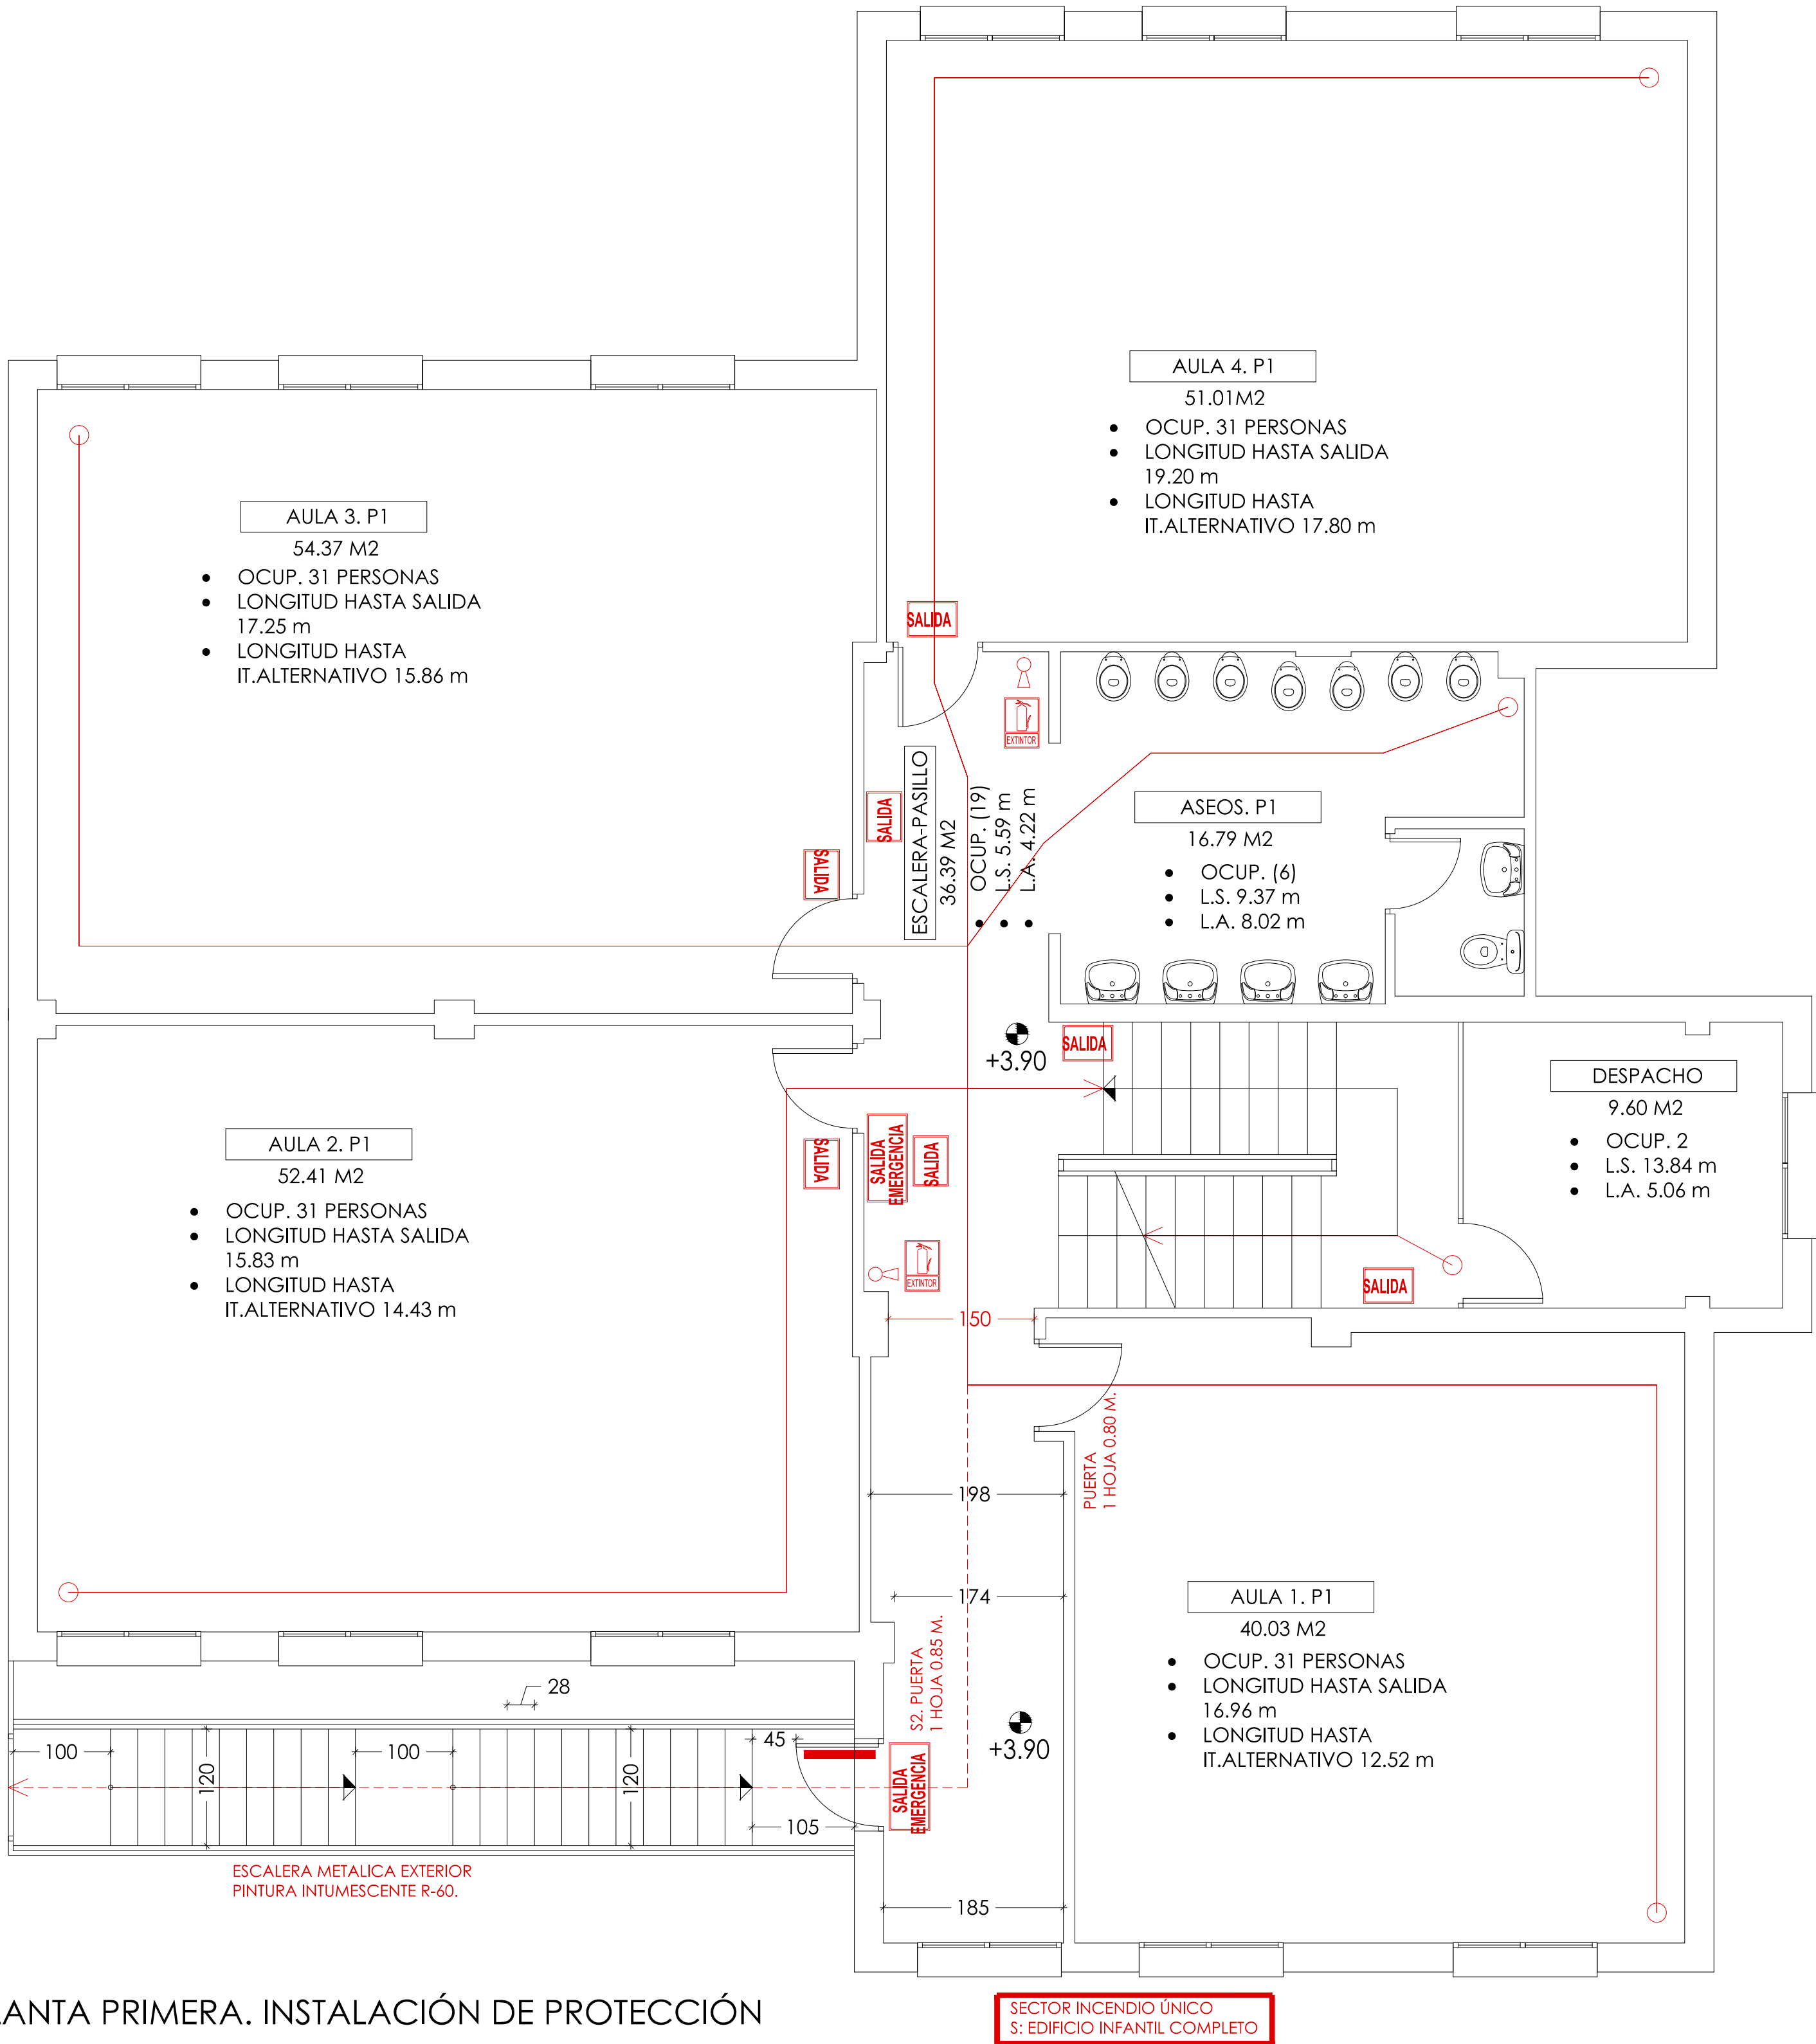 AULA 4. P1
51.01M2
• OCUP. 31 PERSONAS
• LONGITUD HASTA SALIDA
19.20 m
• LONGITUD HASTA
IT.ALTERNATIVO 17.80 m
AULA 3. P1
54.37 M2
• OCUP. 31 PERSONAS
• LONGITUD HASTA SALIDA
17.25 m
• LONGITUD HASTA
IT.ALTERNATIVO 15.86 m
SALIDA
EXTINTOR
SALIDA
SALIDA
ESCALERA-PASILLO
36.39 M2
• OCUP. (19)
• L.S. 5.59 m
• L.A. 4.22 m
ASEOS. P1
16.79 M2
• OCUP. (6)
• L.S. 9.37 m
• L.A. 8.02 m
+3.90
SALIDA
DESPACHO
9.60 M2
• OCUP. 2
• L.S. 13.84 m
• L.A. 5.06 m
AULA 2. P1
52.41 M2
• OCUP. 31 PERSONAS
• LONGITUD HASTA SALIDA
15.83 m
• LONGITUD HASTA
IT.ALTERNATIVO 14.43 m
SALIDA
SALIDA
EMERGENCIA
SALIDA
EXTINTOR
SALIDA
150
PUERTA
1 HOJA 0.80 M.
198
174
S2. PUERTA
1 HOJA 0.85 M.
AULA 1. P1
40.03 M2
• OCUP. 31 PERSONAS
• LONGITUD HASTA SALIDA
16.96 m
• LONGITUD HASTA
IT.ALTERNATIVO 12.52 m
28
100
120
100
120
45
105
SALIDA
EMERGENCIA
+3.90
ESCALERA METALICA EXTERIOR
PINTURA INTUMESCENTE R-60.
185
LANTA PRIMERA. INSTALACIÓN DE PROTECCIÓN
SECTOR INCENDIO ÚNICO
S: EDIFICIO INFANTIL COMPLETO